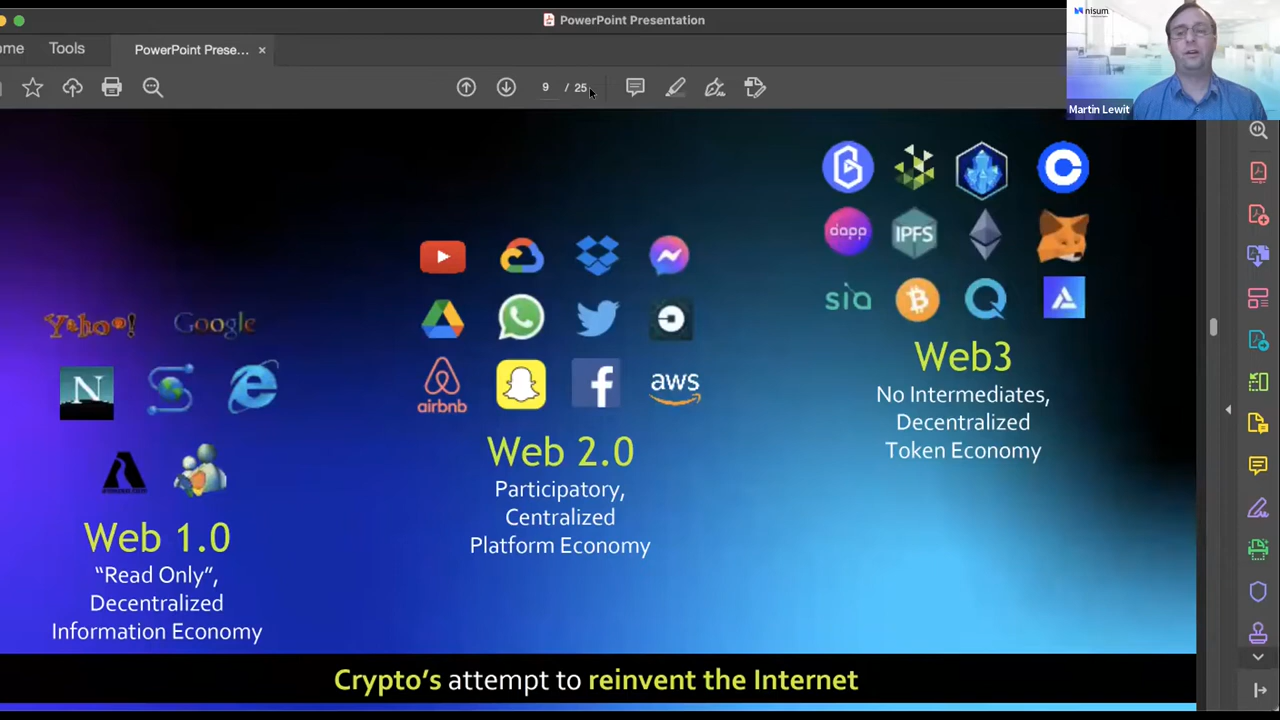 PowerPoint Presentation
ome
Tools
PowerPoint Prese... ×
9 / 25
nisum
Martin Lewit
dapp
IPFS
sia
Yahoo!
Google
N
airbnb
aws
Web3
No Intermediates,
Decentralized
Token Economy
Web 2.0
Participatory,
Centralized
Platform Economy
Web 1.0
“Read Only”,
Decentralized
Information Economy
Crypto’s attempt to reinvent the Internet